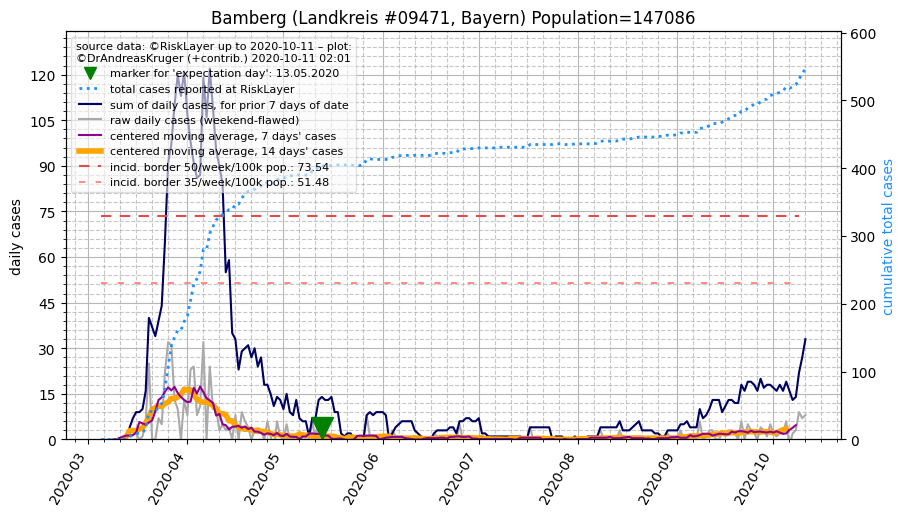 Bamberg (Landkreis #09471, Bayern) Population=147086
source data: ©RiskLayer up to 2020-10-11 – plot:
©DrAndreasKruger (+contrib.) 2020-10-11 02:01
marker for 'expectation day': 13.05.2020
total cases reported at RiskLayer
sum of daily cases, for prior 7 days of date
raw daily cases (weekend-flawed)
centered moving average, 7 days' cases
centered moving average, 14 days' cases
incid. border 50/week/100k pop.: 73.54
incid. border 35/week/100k pop.: 51.48
daily cases
120
105
90
75
60
45
30
15
0
cumulative total cases
600
500
400
300
200
100
0
2020-03
2020-04
2020-05
2020-06
2020-07
2020-08
2020-09
2020-10